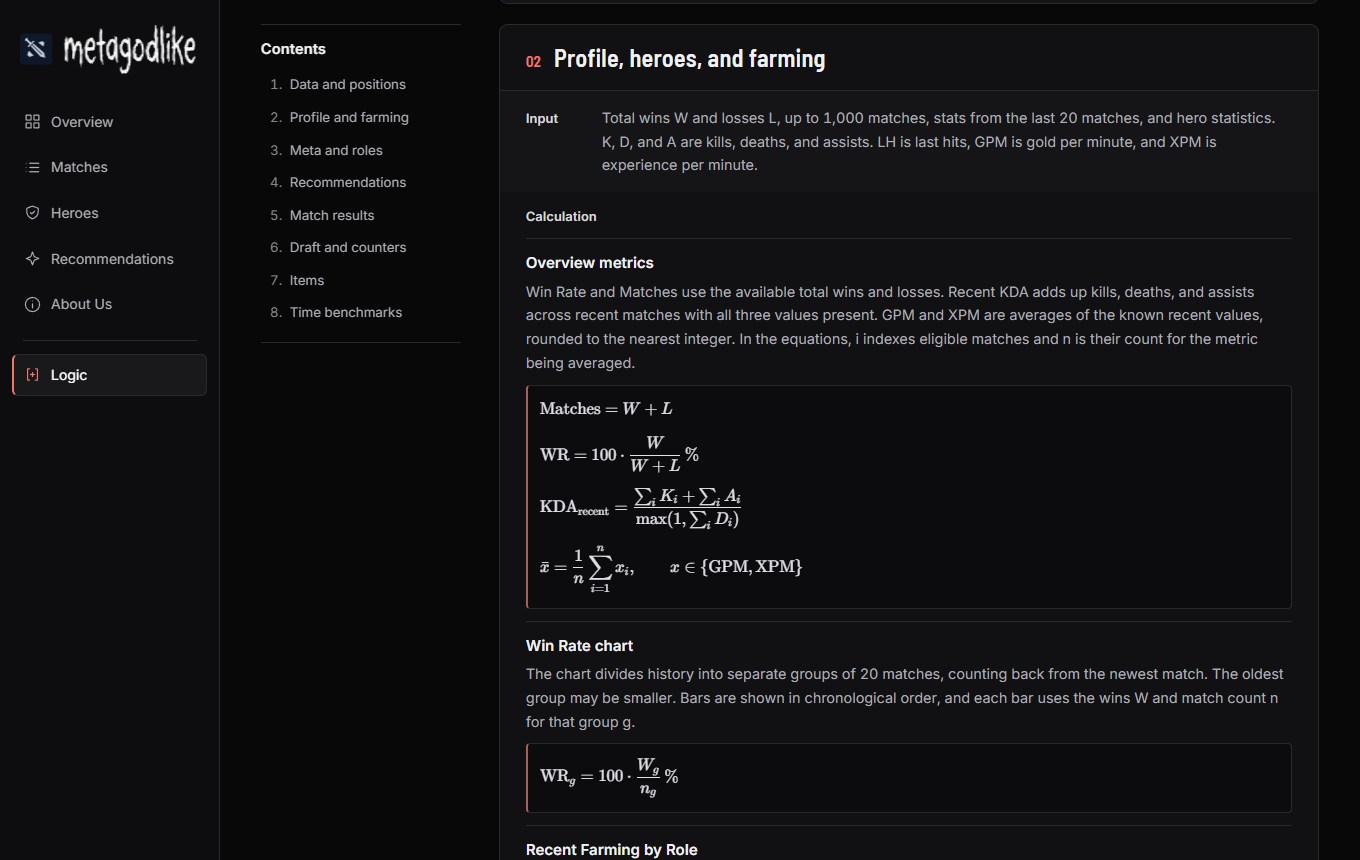 metagodlike
Overview
Matches
Heroes
Recommendations
About Us
Logic
Contents
1. Data and positions
2. Profile and farming
3. Meta and roles
4. Recommendations
5. Match results
6. Draft and counters
7. Items
8. Time benchmarks
02 Profile, heroes, and farming
Input
Total wins W and losses L, up to 1,000 matches, stats from the last 20 matches, and hero statistics.
K, D, and A are kills, deaths, and assists. LH is last hits, GPM is gold per minute, and XPM is
experience per minute.
Calculation
Overview metrics
Win Rate and Matches use the available total wins and losses. Recent KDA adds up kills, deaths, and assists
across recent matches with all three values present. GPM and XPM are averages of the known recent values,
rounded to the nearest integer. In the equations, i indexes eligible matches and n is their count for the metric
being averaged.
Matches = W + L
WR = 100 · W / (W + L) %
KDA_recent = (∑_i K_i + ∑_i A_i) / max(1, ∑_i D_i)
x̄ = 1/n ∑_{i=1}^{n} x_i, x ∈ {GPM, XPM}
Win Rate chart
The chart divides history into separate groups of 20 matches, counting back from the newest match. The oldest
group may be smaller. Bars are shown in chronological order, and each bar uses the wins W and match count n
for that group g.
WR_g = 100 · W_g / n_g %
Recent Farming by Role